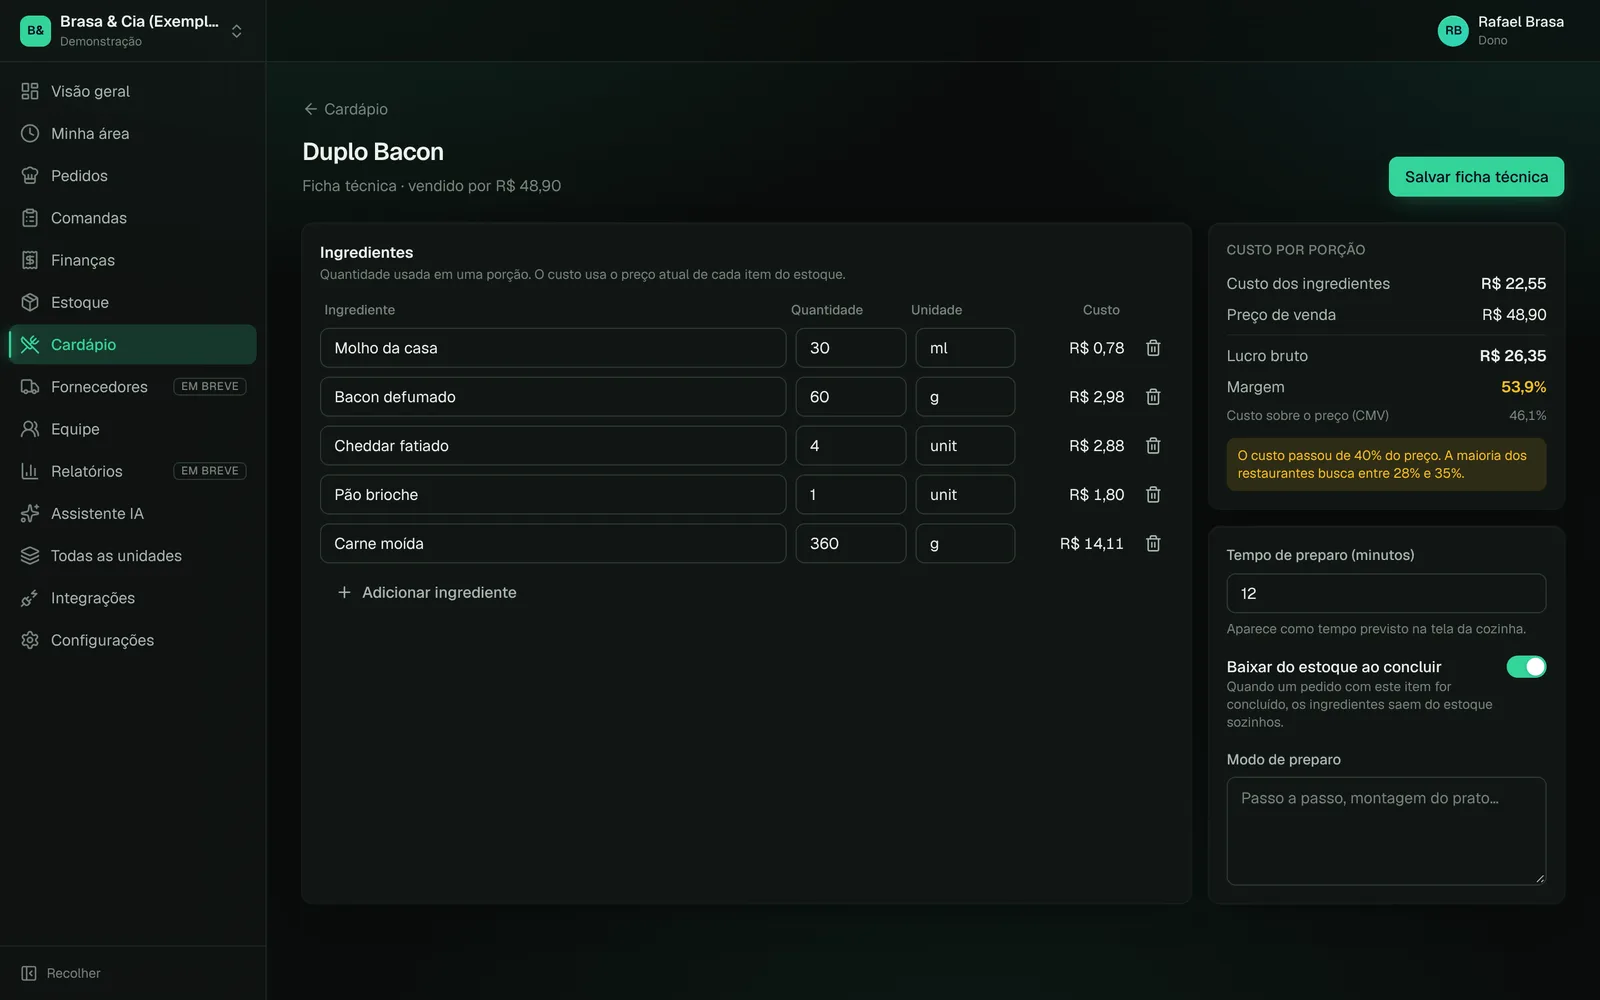 B&
Brasa & Cia (Exempl...
Demonstração
RB
Rafael Brasa
Dono
Visão geral
Minha área
Pedidos
Comandas
Finanças
Estoque
Cardápio
Fornecedores EM BREVE
Equipe
Relatórios EM BREVE
Assistente IA
Todas as unidades
Integrações
Configurações
Recolher
Cardápio
Duplo Bacon
Ficha técnica · vendido por R$ 48,90
Salvar ficha técnica
Ingredientes
Quantidade usada em uma porção. O custo usa o preço atual de cada item do estoque.
Ingrediente Quantidade Unidade Custo
Molho da casa 30 ml R$ 0,78
Bacon defumado 60 g R$ 2,98
Cheddar fatiado 4 unit R$ 2,88
Pão brioche 1 unit R$ 1,80
Carne moída 360 g R$ 14,11
Adicionar ingrediente
CUSTO POR PORÇÃO
Custo dos ingredientes R$ 22,55
Preço de venda R$ 48,90
Lucro bruto R$ 26,35
Margem 53,9%
Custo sobre o preço (CMV) 46,1%
O custo passou de 40% do preço. A maioria dos
restaurantes busca entre 28% e 35%.
Tempo de preparo (minutos)
12
Aparece como tempo previsto na tela da cozinha.
Baixar do estoque ao concluir
Quando um pedido com este item for
concluído, os ingredientes saem do estoque
sozinhos.
Modo de preparo
Passo a passo, montagem do prato...